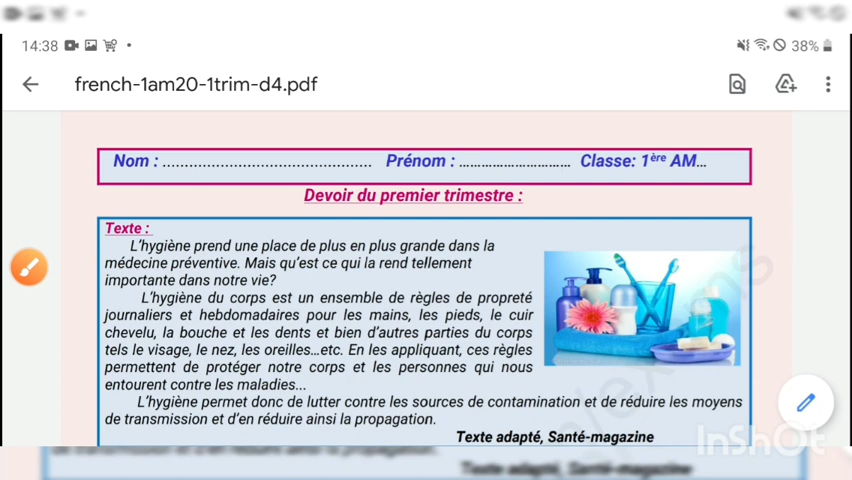 14:38
38%
french-1am20-1trim-d4.pdf
Nom : ................................................ Prénom : ................................ Classe: 1ère AM...
Devoir du premier trimestre :
Texte :
L'hygiène prend une place de plus en plus grande dans la
médecine préventive. Mais qu'est ce qui la rend tellement
importante dans notre vie?
L'hygiène du corps est un ensemble de règles de propreté
journaliers et hebdomadaires pour les mains, les pieds, le cuir
chevelu, la bouche et les dents et bien d'autres parties du corps
tels le visage, le nez, les oreilles...etc. En les appliquant, ces règles
permettent de protéger notre corps et les personnes qui nous
entourent contre les maladies...
L'hygiène permet donc de lutter contre les sources de contamination et de réduire les moyens
de transmission et d'en réduire ainsi la propagation.
Texte adapté, Santé-magazine
InShOt
Texte adapté, Santé-magazine